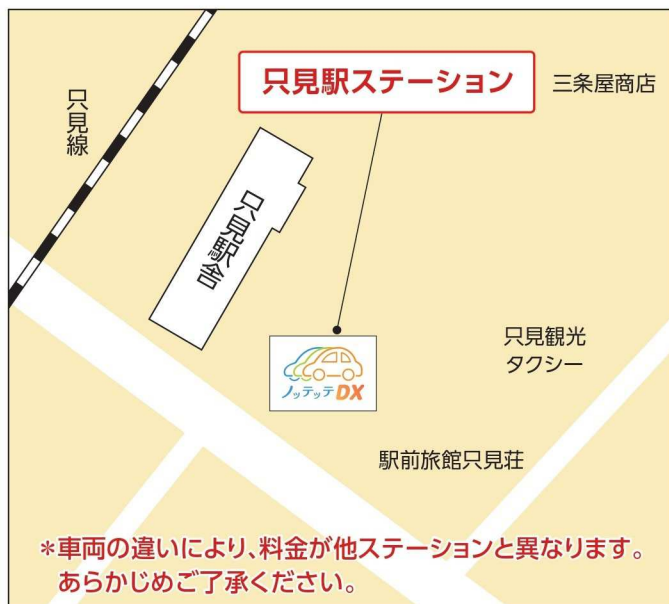 只見駅ステーション
三条屋商店
只見線
只見駅舎
ノッテッテDX
只見観光
タクシー
駅前旅館只見荘
*車両の違いにより、料金が他ステーションと異なります。
あらかじめご了承ください。